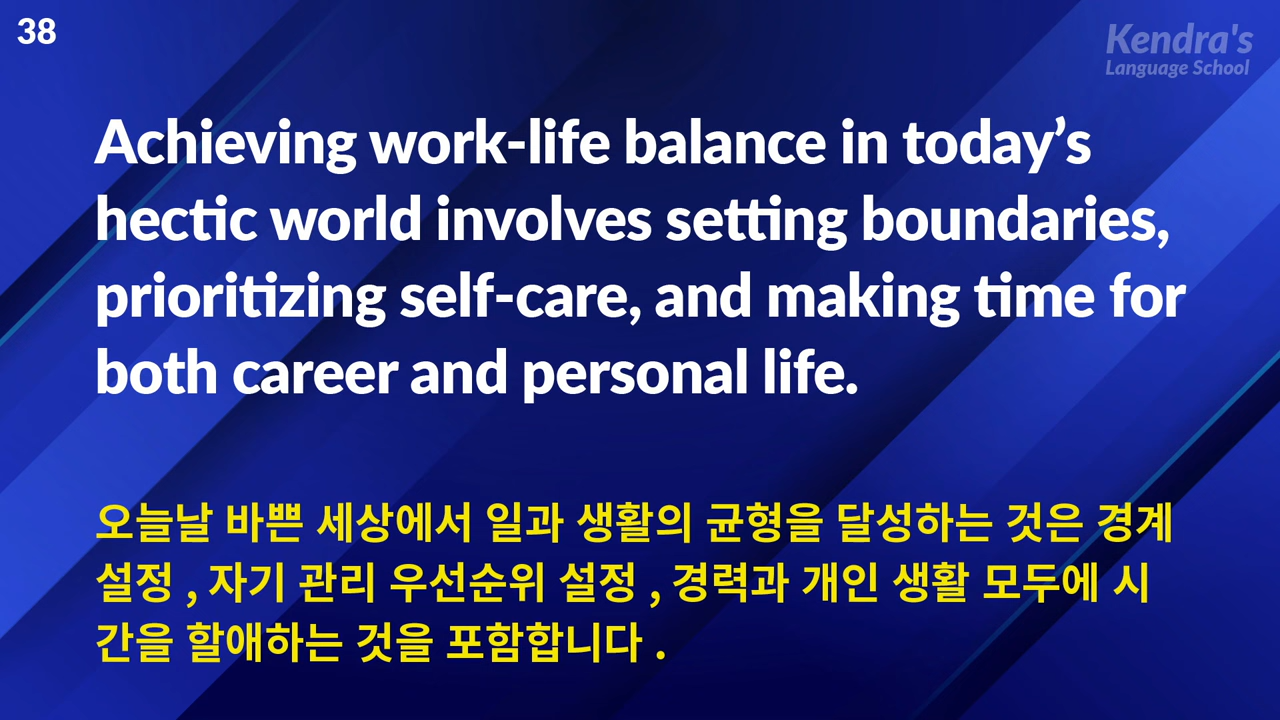 38
Kendra's
Language School
Achieving work-life balance in today’s
hectic world involves setting boundaries,
prioritizing self-care, and making time for
both career and personal life.
오늘날 바쁜 세상에서 일과 생활의 균형을 달성하는 것은 경계
설정 , 자기 관리 우선순위 설정 , 경력과 개인 생활 모두에 시
간을 할애하는 것을 포함합니다 .